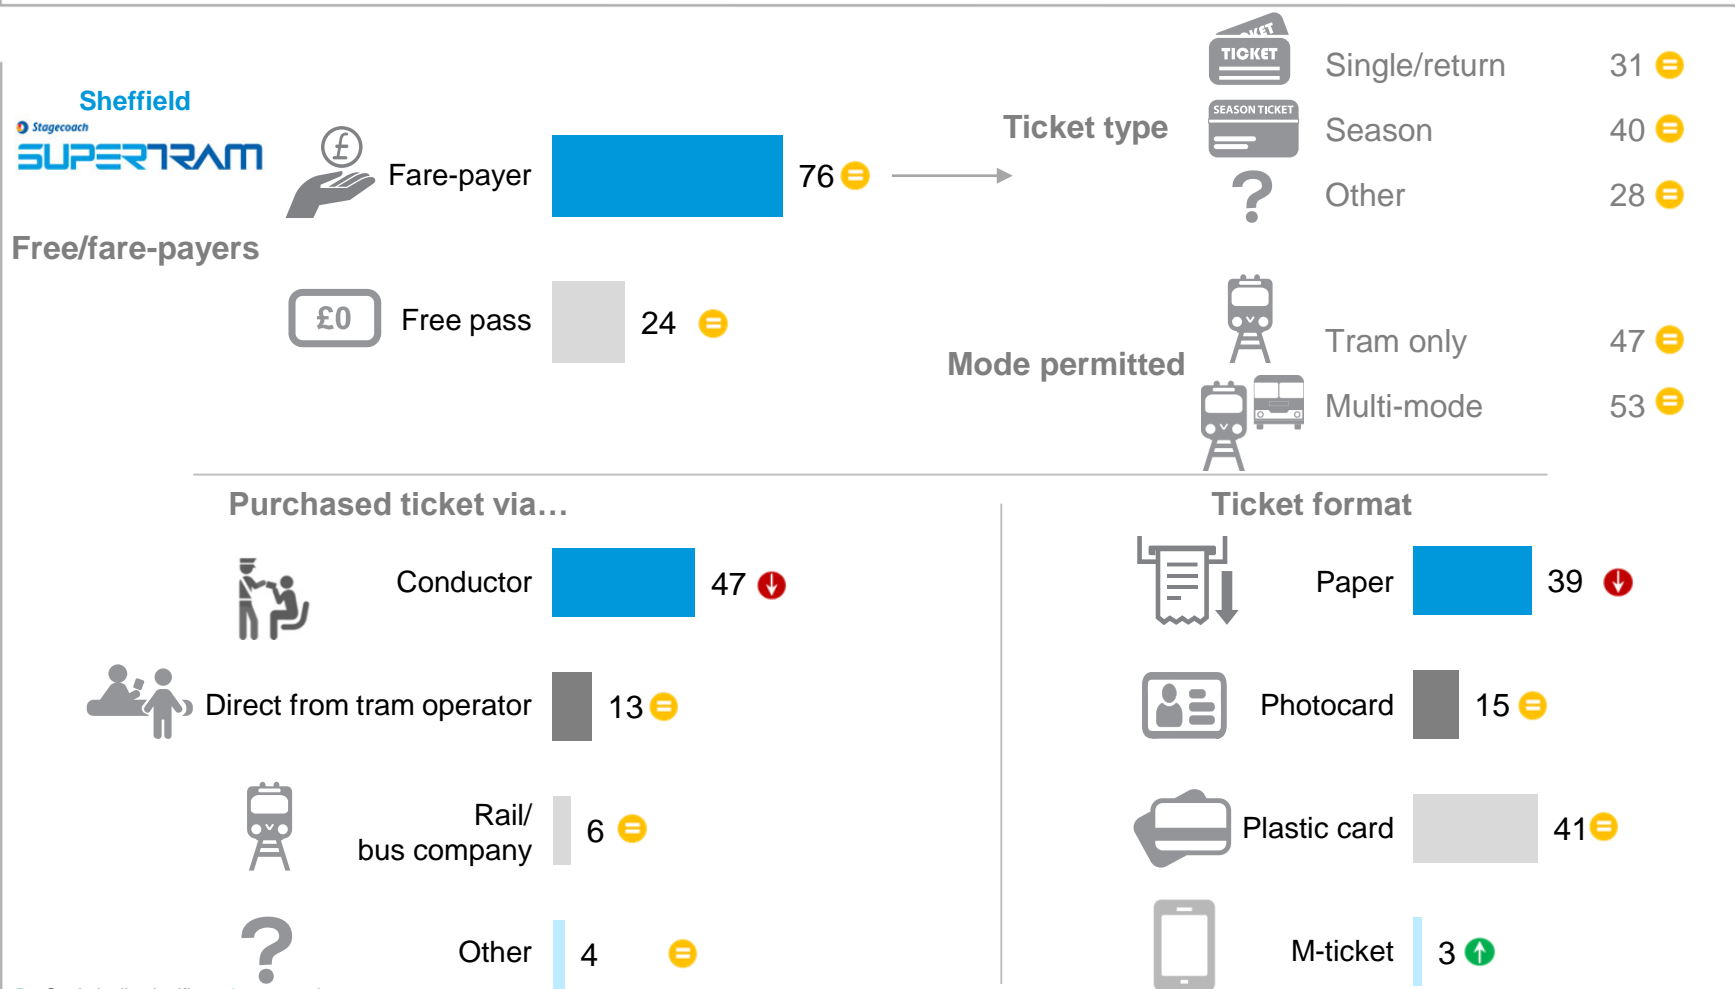 Sheffield
Stagecoach
SUPERTRAM
Free/fare-payers
£
Fare-payer
76
£0
Free pass
24
Ticket type
TICKET
TICKET
Single/return
31
SEASON TICKET
Season
40
?
Other
28
Mode permitted
Tram only
47
Multi-mode
53
Purchased ticket via...
Conductor
47
Direct from tram operator
13
Rail/
bus company
6
?
Other
4
Ticket format
Paper
39
Photocard
15
Plastic card
41
M-ticket
3